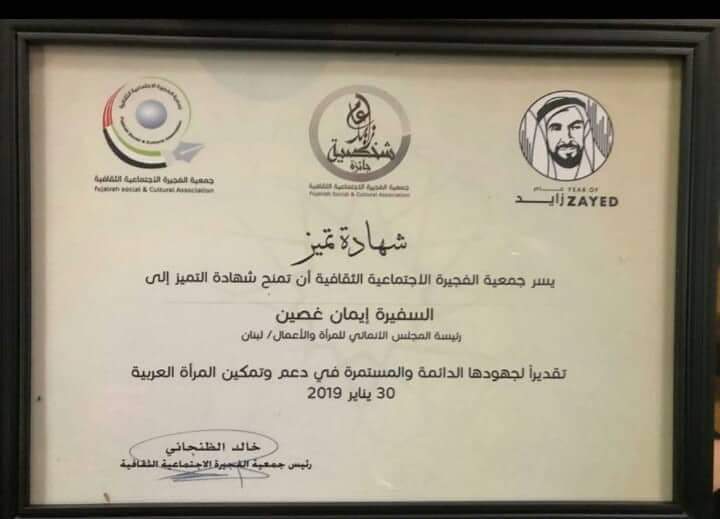 جمعية الفجيرة الاجتماعية الثقافية
Fujairah Social & Cultural Association
جائزة
شخصية
عام
زايد
جمعية الفجيرة الاجتماعية الثقافية
Fujairah Social & Cultural Association
عام زايد
YEAR OF ZAYED
شهادة تميز
يسر جمعية الفجيرة الاجتماعية الثقافية أن تمنح شهادة التميز إلى
السفيرة إيمان غصين
رئيسة المجلس الانمائي للمرأة والأعمال/ لبنان
تقديراً لجهودها الدائمة والمستمرة في دعم وتمكين المرأة العربية
30 يناير 2019
خالد الظنحاني
رئيس جمعية الفجيرة الاجتماعية الثقافية